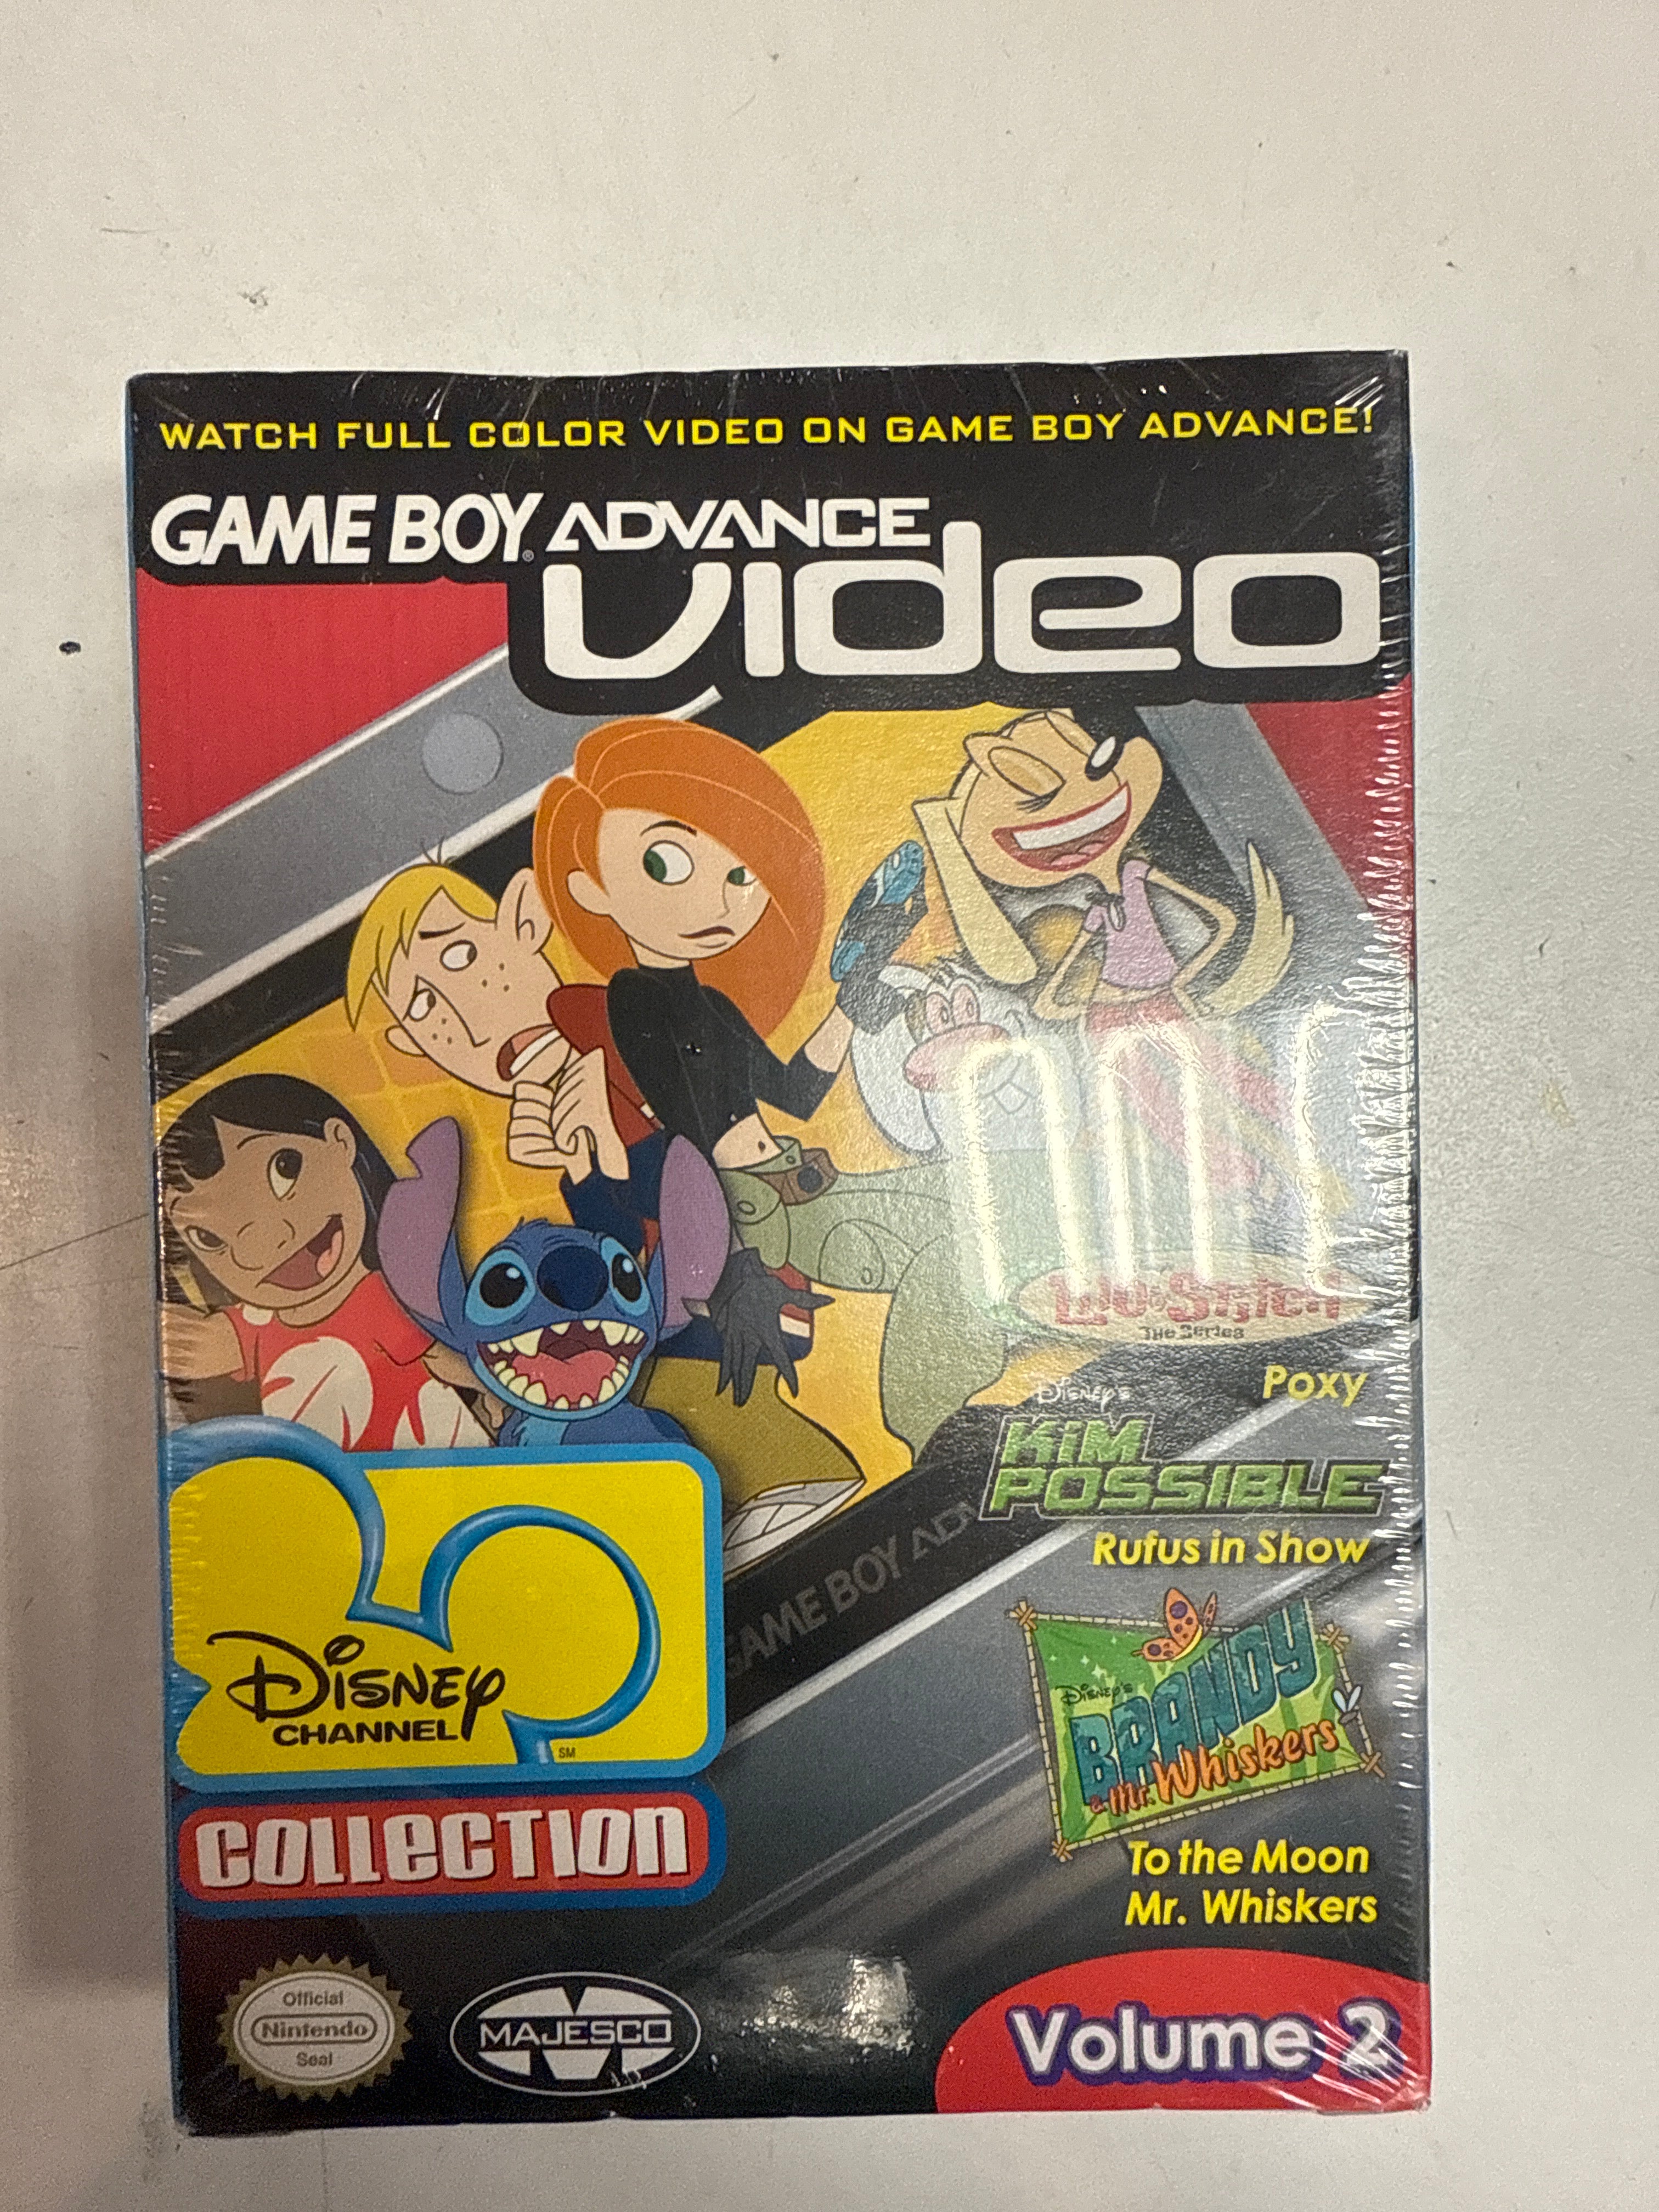 WATCH FULL COLOR VIDEO ON GAME BOY ADVANCE!
GAME BOY ADVANCE
video
Lilo & Stitch
The Series
Poxy
Disney's
KIM
POSSIBLE
Rufus in Show
GAME BOY ADV
Disney's
BRANDY
& Mr. Whiskers
To the Moon
Mr. Whiskers
Disney
CHANNEL
SM
COLLECTION
Official
Nintendo
Seal
MAJESCO
Volume 2